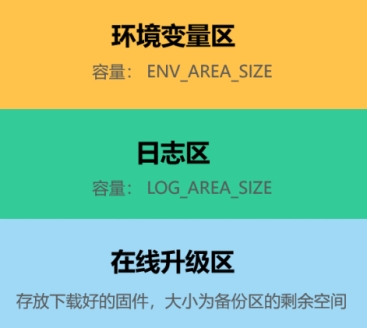 环境变量区
容量： ENV_AREA_SIZE
日志区
容量： LOG_AREA_SIZE
在线升级区
存放下载好的固件，大小为备份区的剩余空间